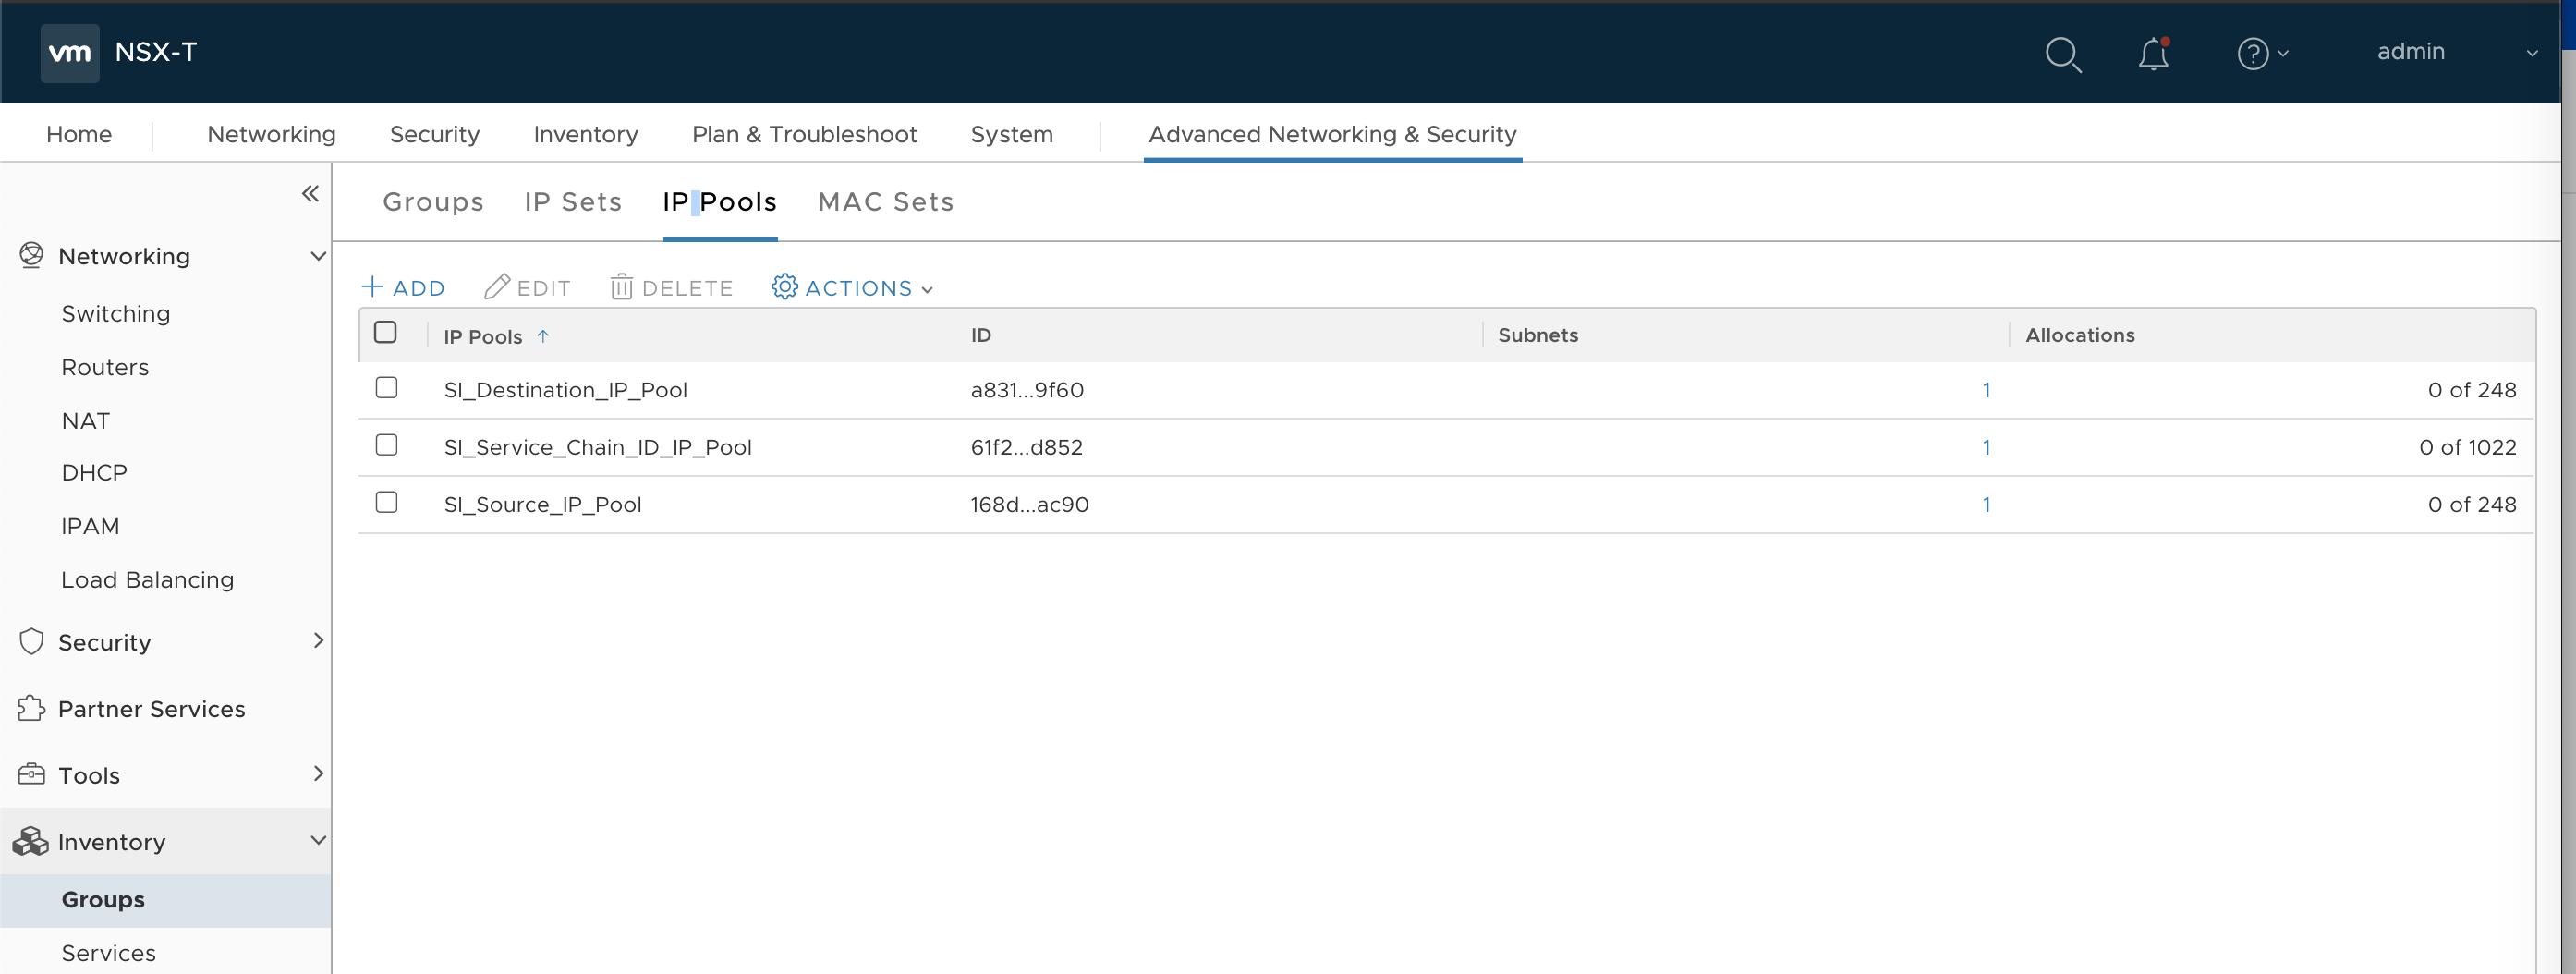 vm NSX-T admin
Home Networking Security Inventory Plan & Troubleshoot System Advanced Networking & Security
Groups IP Sets IP Pools MAC Sets
ADD EDIT DELETE ACTIONS
IP Pools ID Subnets Allocations
SI_Destination_IP_Pool a831...9f60 1 0 of 248
SI_Service_Chain_ID_IP_Pool 61f2...d852 1 0 of 1022
SI_Source_IP_Pool 168d...ac90 1 0 of 248
Networking
Switching
Routers
NAT
DHCP
IPAM
Load Balancing
Security
Partner Services
Tools
Inventory
Groups
Services